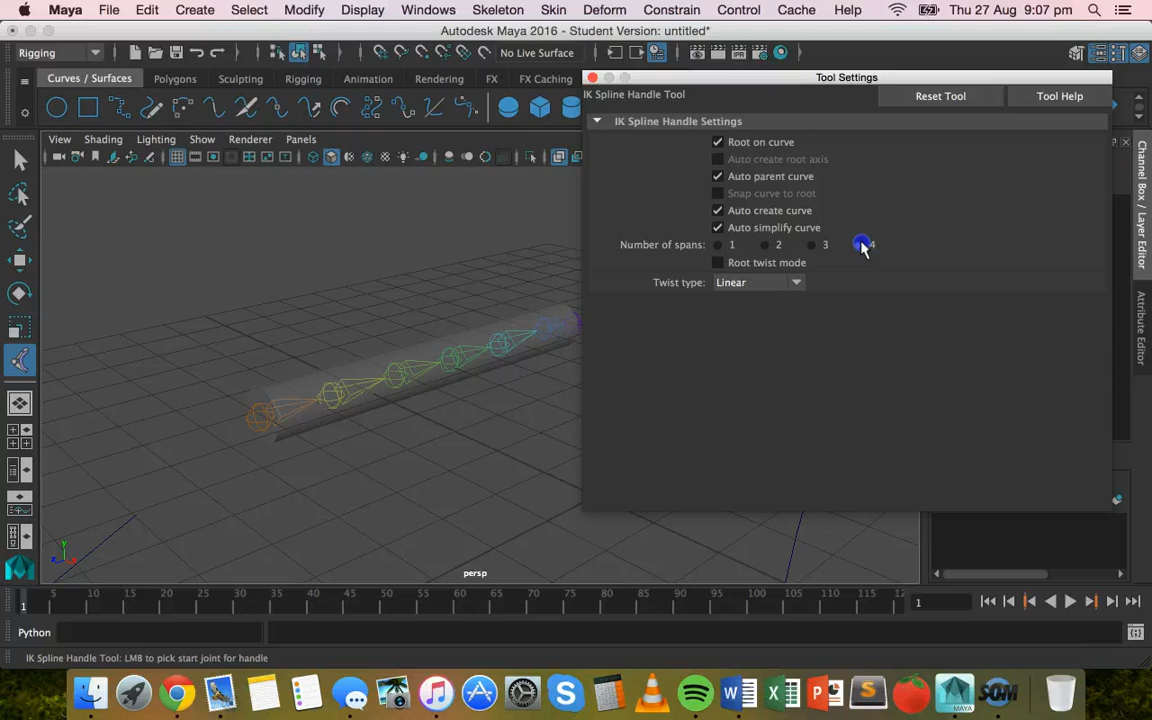 Maya File Edit Create Select Modify Display Windows Skeleton Skin Deform Constrain Control Cache Help Thu 27 Aug 9:07 pm
Autodesk Maya 2016 - Student Version: untitled*
Rigging No Live Surface
Curves / Surfaces Polygons Sculpting Rigging Animation Rendering FX FX Caching
Tool Settings
IK Spline Handle Tool Reset Tool Tool Help
IK Spline Handle Settings
Root on curve
Auto create root axis
Auto parent curve
Snap curve to root
Auto create curve
Auto simplify curve
Number of spans: 1 2 3 4
Root twist mode
Twist type: Linear
View Shading Lighting Show Renderer Panels
Channel Box / Layer Editor
Attribute Editor
Y
Z
X
persp
1 5 10 15 20 25 30 35 40 45 50 55 60 65 70 75 80 85 90 95 100 105 110 115 12 1
Python
IK Spline Handle Tool: LMB to pick start joint for handle
MAYA
SOM